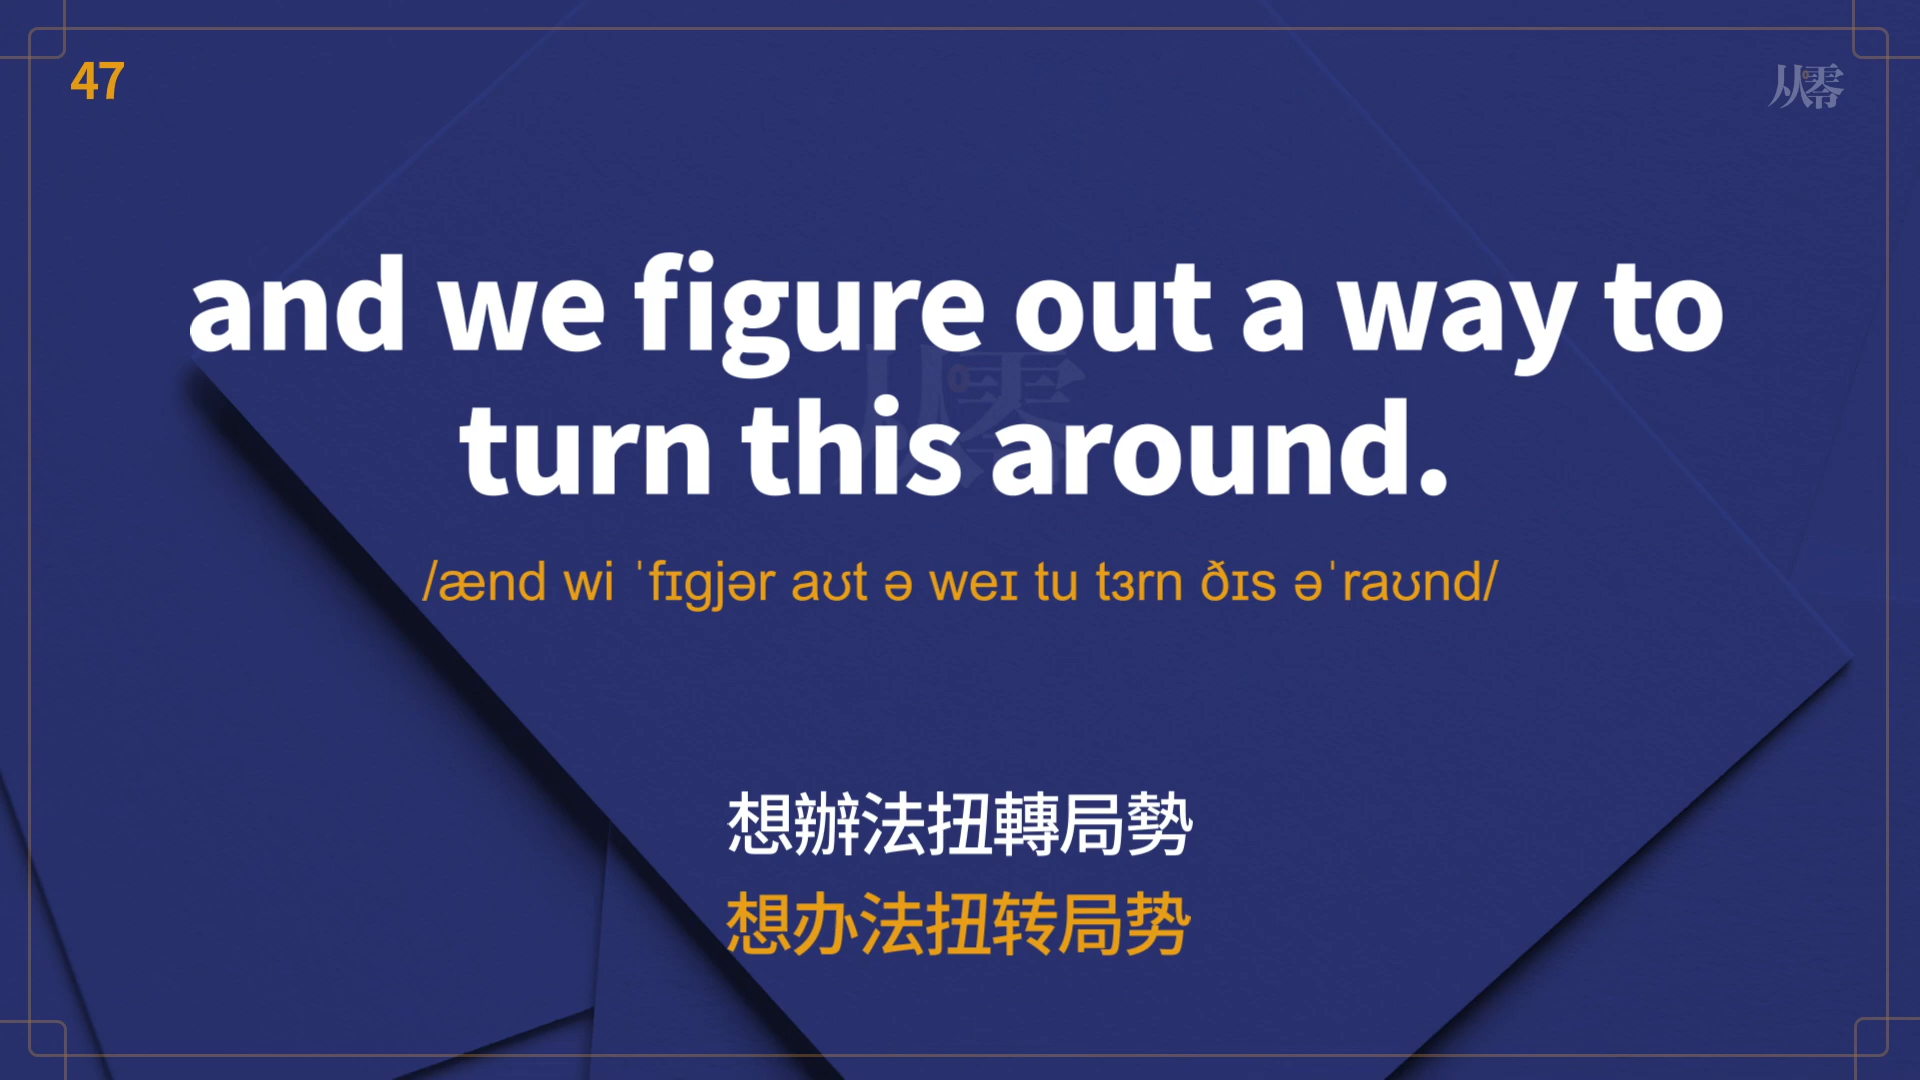 47
从零
and we figure out a way to
turn this around.
/ænd wi ˈfɪgjər aʊt ə weɪ tu tɜrn ðɪs əˈraʊnd/
想辦法扭轉局勢
想办法扭转局势